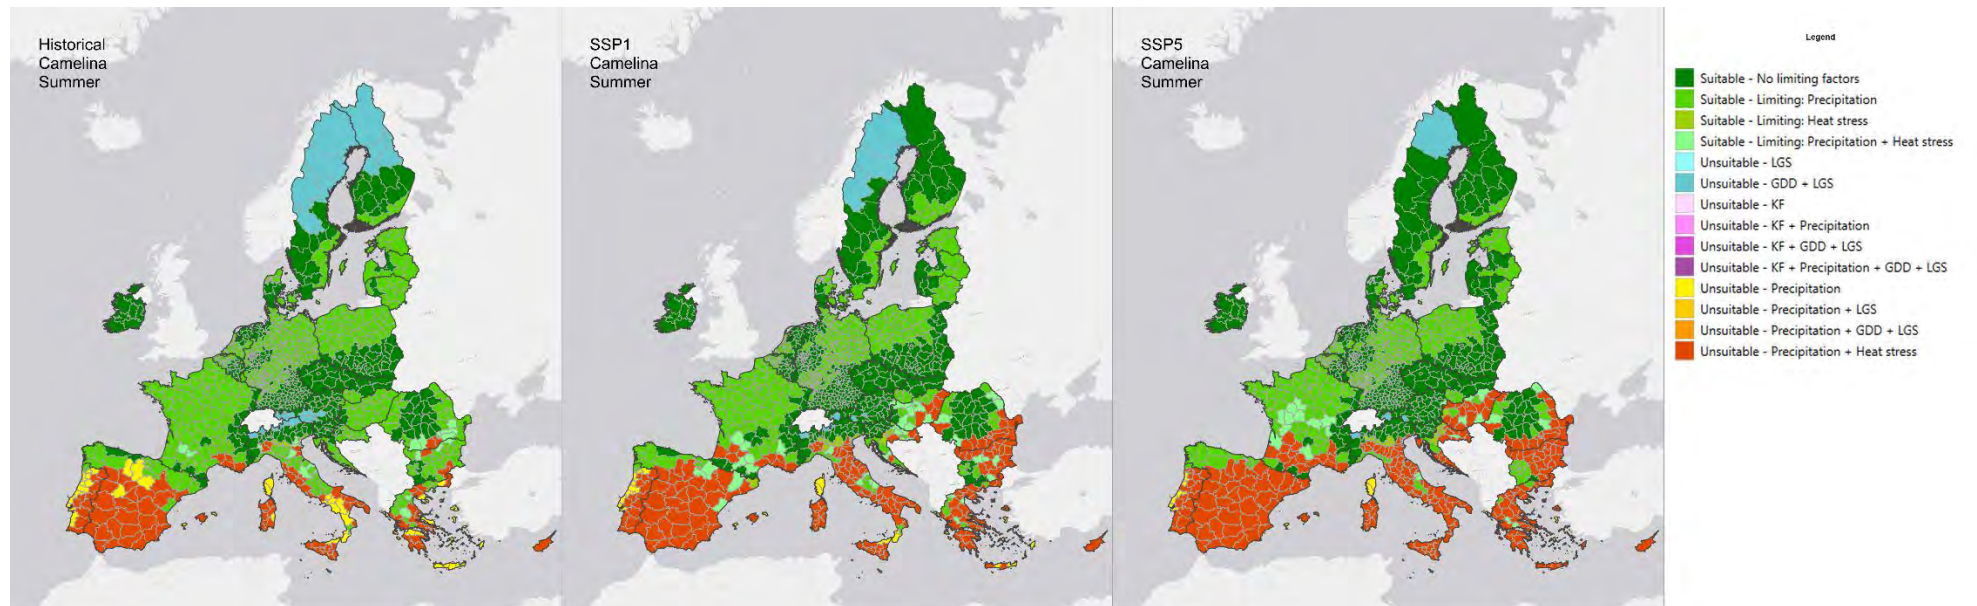 Historical
Camelina
Summer
SSP1
Camelina
Summer
SSP5
Camelina
Summer
Legend
Suitable - No limiting factors
Suitable - Limiting: Precipitation
Suitable - Limiting: Heat stress
Suitable - Limiting: Precipitation + Heat stress
Unsuitable - LGS
Unsuitable - GDD + LGS
Unsuitable - KF
Unsuitable - KF + Precipitation
Unsuitable - KF + GDD + LGS
Unsuitable - KF + Precipitation + GDD + LGS
Unsuitable - Precipitation
Unsuitable - Precipitation + LGS
Unsuitable - Precipitation + GDD + LGS
Unsuitable - Precipitation + Heat stress